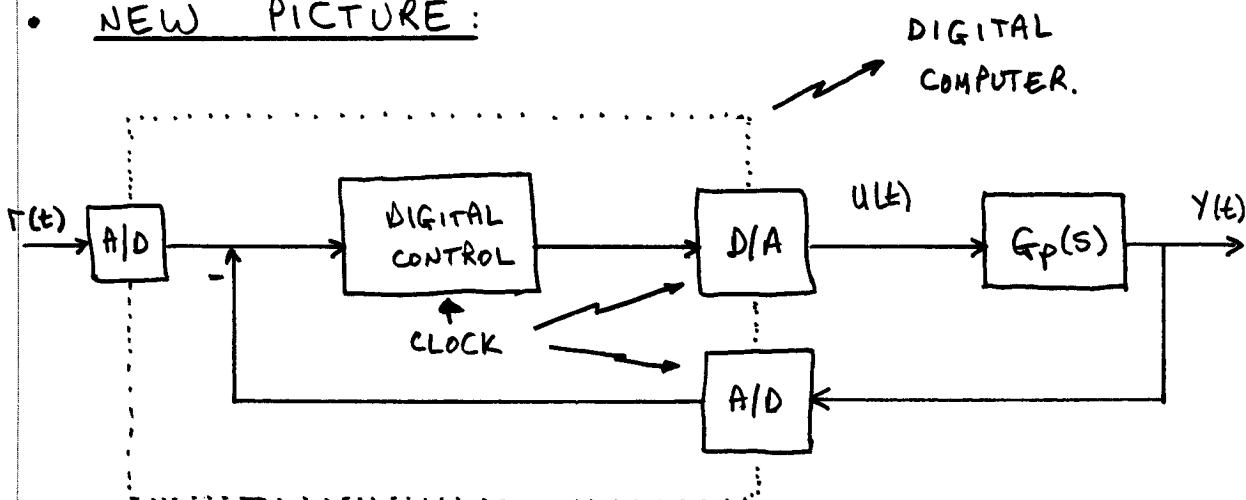 • NEW PICTURE:
DIGITAL
COMPUTER.
r(t)
A/D
-
DIGITAL
CONTROL
D/A
U(t)
Gp(s)
Y(t)
CLOCK
A/D